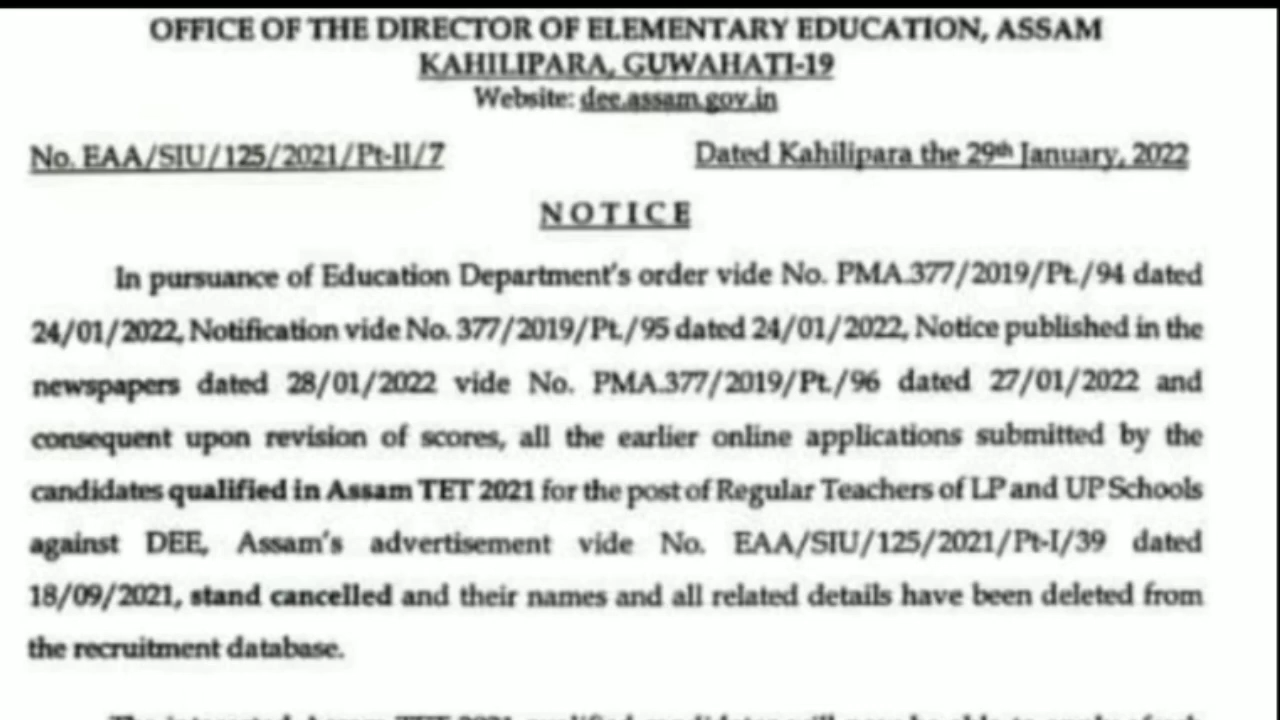 OFFICE OF THE DIRECTOR OF ELEMENTARY EDUCATION, ASSAM
KAHILIPARA, GUWAHATI-19
Website: dee.assam.gov.in
No. EAA/SIU/125/2021/Pt-II/7 Dated Kahilipara the 29th January, 2022
NOTICE
In pursuance of Education Department's order vide No. PMA.377/2019/Pt./94 dated
24/01/2022, Notification vide No. 377/2019/Pt./95 dated 24/01/2022, Notice published in the
newspapers dated 28/01/2022 vide No. PMA.377/2019/Pt./96 dated 27/01/2022 and
consequent upon revision of scores, all the earlier online applications submitted by the
candidates qualified in Assam TET 2021 for the post of Regular Teachers of LP and UP Schools
against DEE, Assam's advertisement vide No. EAA/SIU/125/2021/Pt-I/39 dated
18/09/2021, stand cancelled and their names and all related details have been deleted from
the recruitment database.